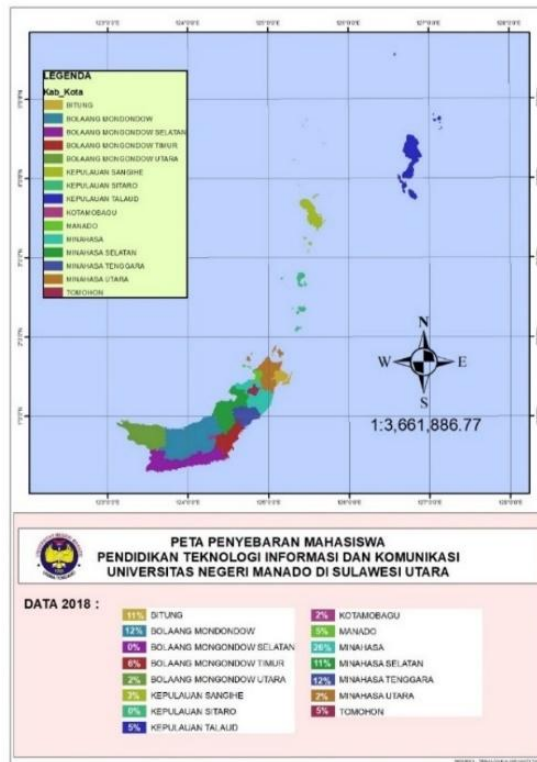 LEGENDA
Kab_Kota
BITUNG
BOLAANG MONDONDOW
BOLAANG MONGONDOW SELATAN
BOLAANG MONGONDOW TIMUR
BOLAANG MONGONDOW UTARA
KEPULAUAN SANGIHE
KEPULAUAN SITARO
KEPULAUAN TALAUD
KOTAMOBAGU
MANADO
MINAHASA
MINAHASA SELATAN
MINAHASA TENGGARA
MINAHASA UTARA
TOMOHON
N
W E
S
1:3,661,886.77
PETA PENYEBARAN MAHASISWA
PENDIDIKAN TEKNOLOGI INFORMASI DAN KOMUNIKASI
UNIVERSITAS NEGERI MANADO DI SULAWESI UTARA
DATA 2018 :
11% BITUNG
12% BOLAANG MONDONDOW
0% BOLAANG MONGONDOW SELATAN
6% BOLAANG MONGONDOW TIMUR
2% BOLAANG MONGONDOW UTARA
KEPULAUAN SANGIHE
0% KEPULAUAN SITARO
5% KEPULAUAN TALAUD
2% KOTAMOBAGU
5% MANADO
26% MINAHASA
11% MINAHASA SELATAN
12% MINAHASA TENGGARA
2% MINAHASA UTARA
5% TOMOHON